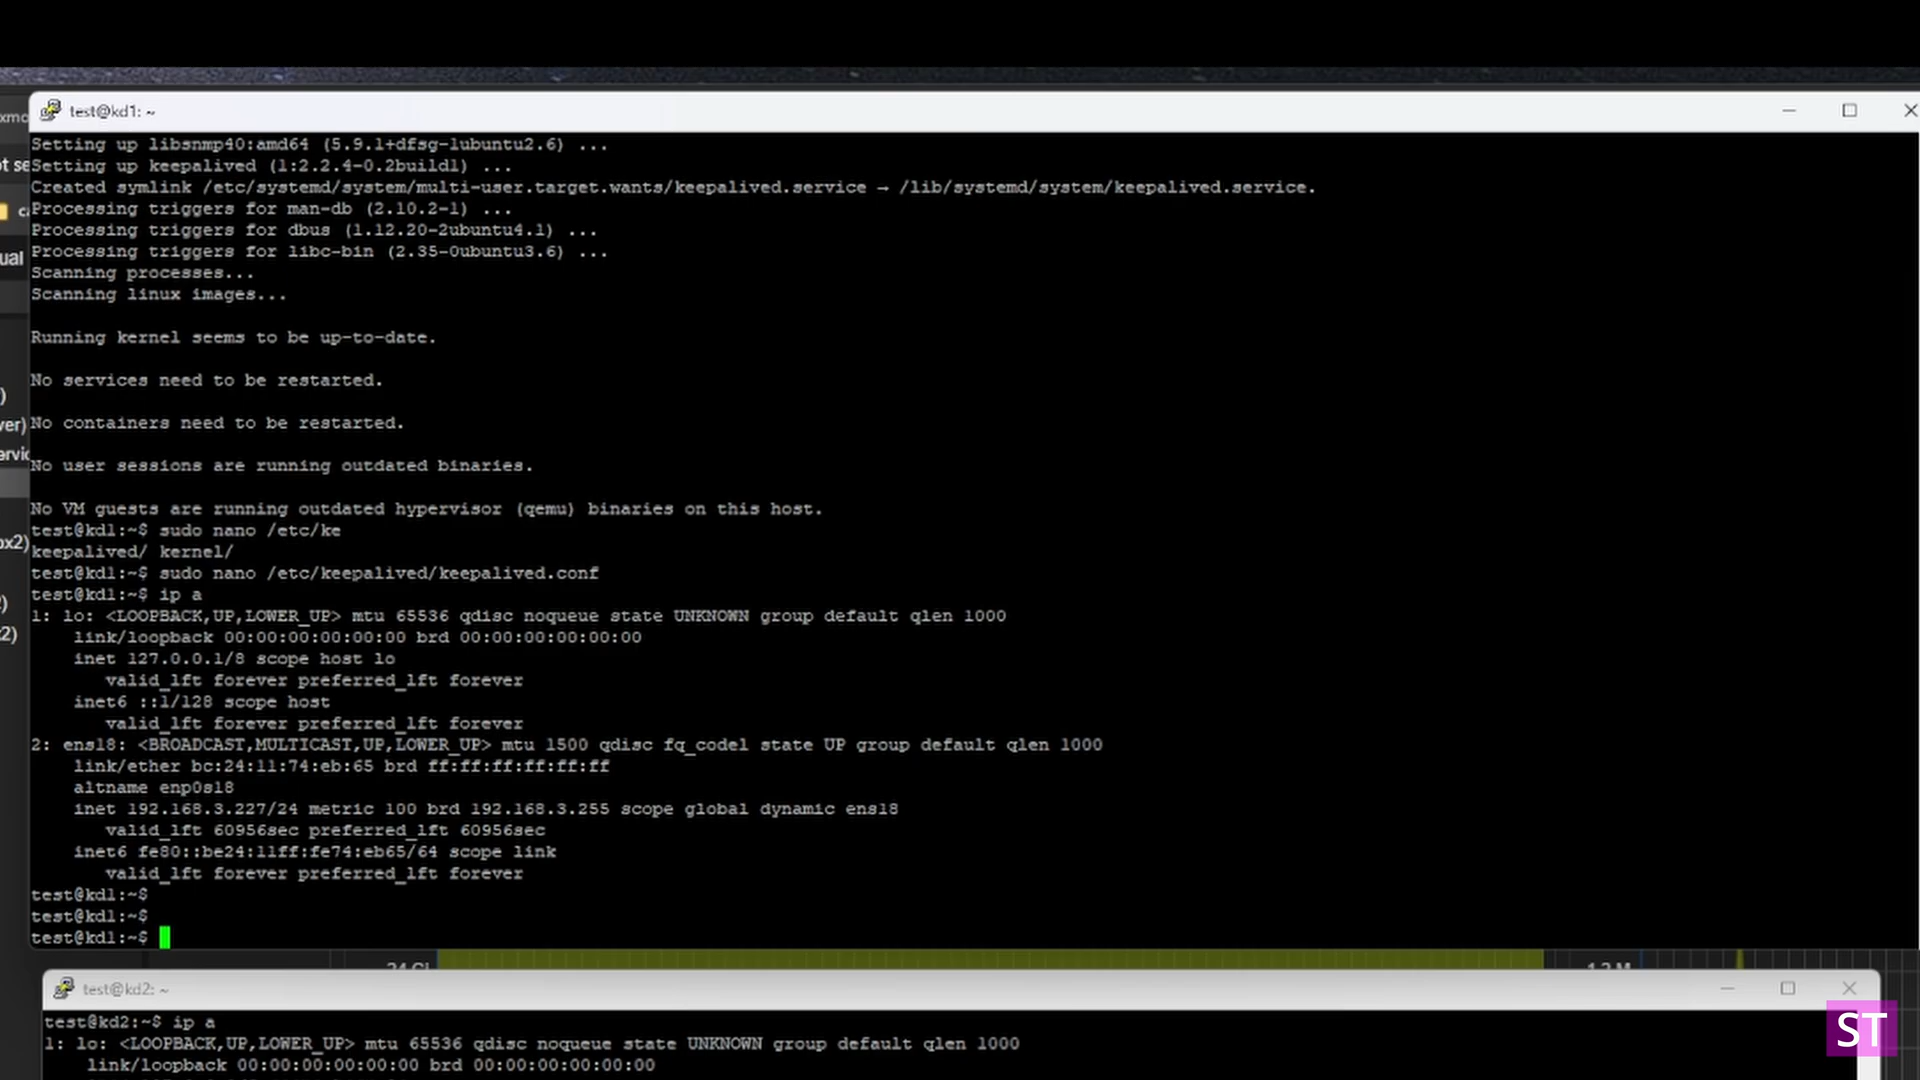 test@kd1: ~
Setting up libsnmp40:amd64 (5.9.1+dfsg-1ubuntu2.6) ...
Setting up keepalived (1:2.2.4-0.2build1) ...
Created symlink /etc/systemd/system/multi-user.target.wants/keepalived.service → /lib/systemd/system/keepalived.service.
Processing triggers for man-db (2.10.2-1) ...
Processing triggers for dbus (1.12.20-2ubuntu4.1) ...
Processing triggers for libc-bin (2.35-0ubuntu3.6) ...
Scanning processes...
Scanning linux images...
Running kernel seems to be up-to-date.
No services need to be restarted.
No containers need to be restarted.
No user sessions are running outdated binaries.
No VM guests are running outdated hypervisor (qemu) binaries on this host.
test@kd1:~$ sudo nano /etc/ke
keepalived/ kernel/
test@kd1:~$ sudo nano /etc/keepalived/keepalived.conf
test@kd1:~$ ip a
1: lo: <LOOPBACK,UP,LOWER_UP> mtu 65536 qdisc noqueue state UNKNOWN group default qlen 1000
link/loopback 00:00:00:00:00:00 brd 00:00:00:00:00:00
inet 127.0.0.1/8 scope host lo
valid_lft forever preferred_lft forever
inet6 ::1/128 scope host
valid_lft forever preferred_lft forever
2: ens18: <BROADCAST,MULTICAST,UP,LOWER_UP> mtu 1500 qdisc fq_codel state UP group default qlen 1000
link/ether bc:24:11:74:eb:65 brd ff:ff:ff:ff:ff:ff
altname enp0s18
inet 192.168.3.227/24 metric 100 brd 192.168.3.255 scope global dynamic ens18
valid_lft 60956sec preferred_lft 60956sec
inet6 fe80::be24:11ff:fe74:eb65/64 scope link
valid_lft forever preferred_lft forever
test@kd1:~$
test@kd1:~$
test@kd1:~$
test@kd2: ~
test@kd2:~$ ip a
1: lo: <LOOPBACK,UP,LOWER_UP> mtu 65536 qdisc noqueue state UNKNOWN group default qlen 1000
link/loopback 00:00:00:00:00:00 brd 00:00:00:00:00:00
ST